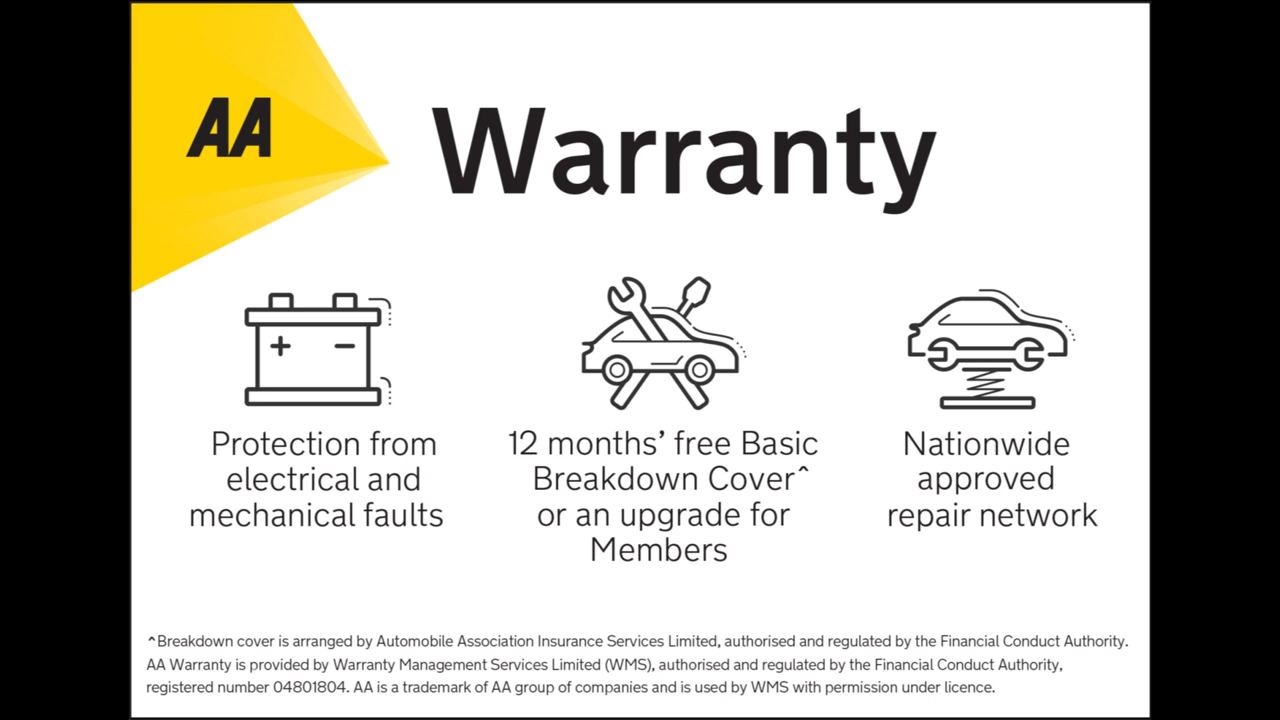 AA
Warranty
+ −
Protection from
electrical and
mechanical faults
12 months’ free Basic
Breakdown Cover^
or an upgrade for
Members
Nationwide
approved
repair network
^Breakdown cover is arranged by Automobile Association Insurance Services Limited, authorised and regulated by the Financial Conduct Authority.
AA Warranty is provided by Warranty Management Services Limited (WMS), authorised and regulated by the Financial Conduct Authority,
registered number 04801804. AA is a trademark of AA group of companies and is used by WMS with permission under licence.